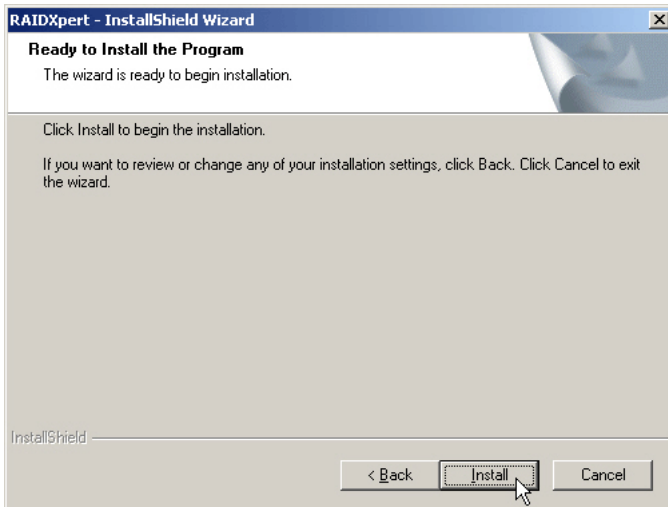 RAIDXpert - InstallShield Wizard
Ready to Install the Program
The wizard is ready to begin installation.
Click Install to begin the installation.
If you want to review or change any of your installation settings, click Back. Click Cancel to exit
the wizard.
InstallShield
< Back Install Cancel